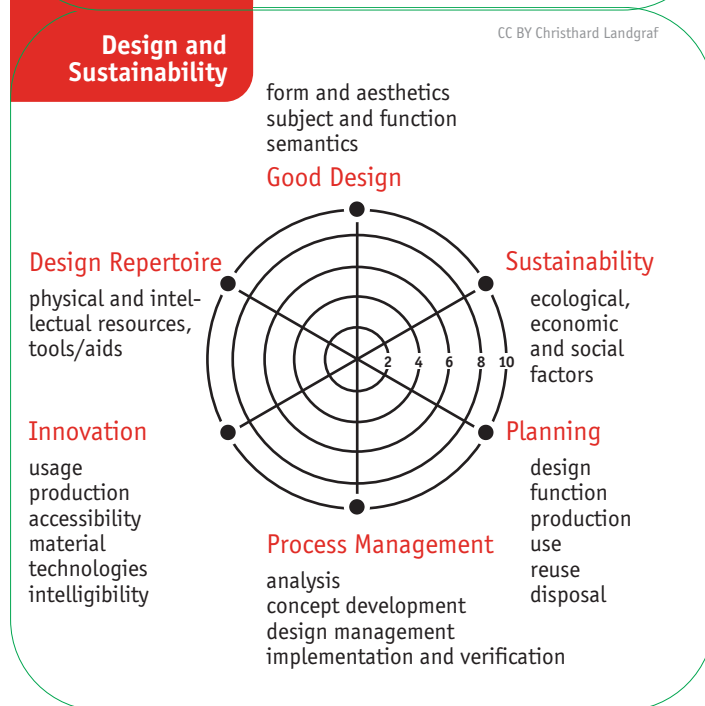 Design and
Sustainability
CC BY Christhard Landgraf
form and aesthetics
subject and function
semantics
Good Design
Design Repertoire
physical and intel-
lectual resources,
tools/aids
Sustainability
ecological,
economic
and social
factors
2 4 6 8 10
Innovation
usage
production
accessibility
material
technologies
intelligibility
Planning
design
function
production
use
reuse
disposal
Process Management
analysis
concept development
design management
implementation and verification